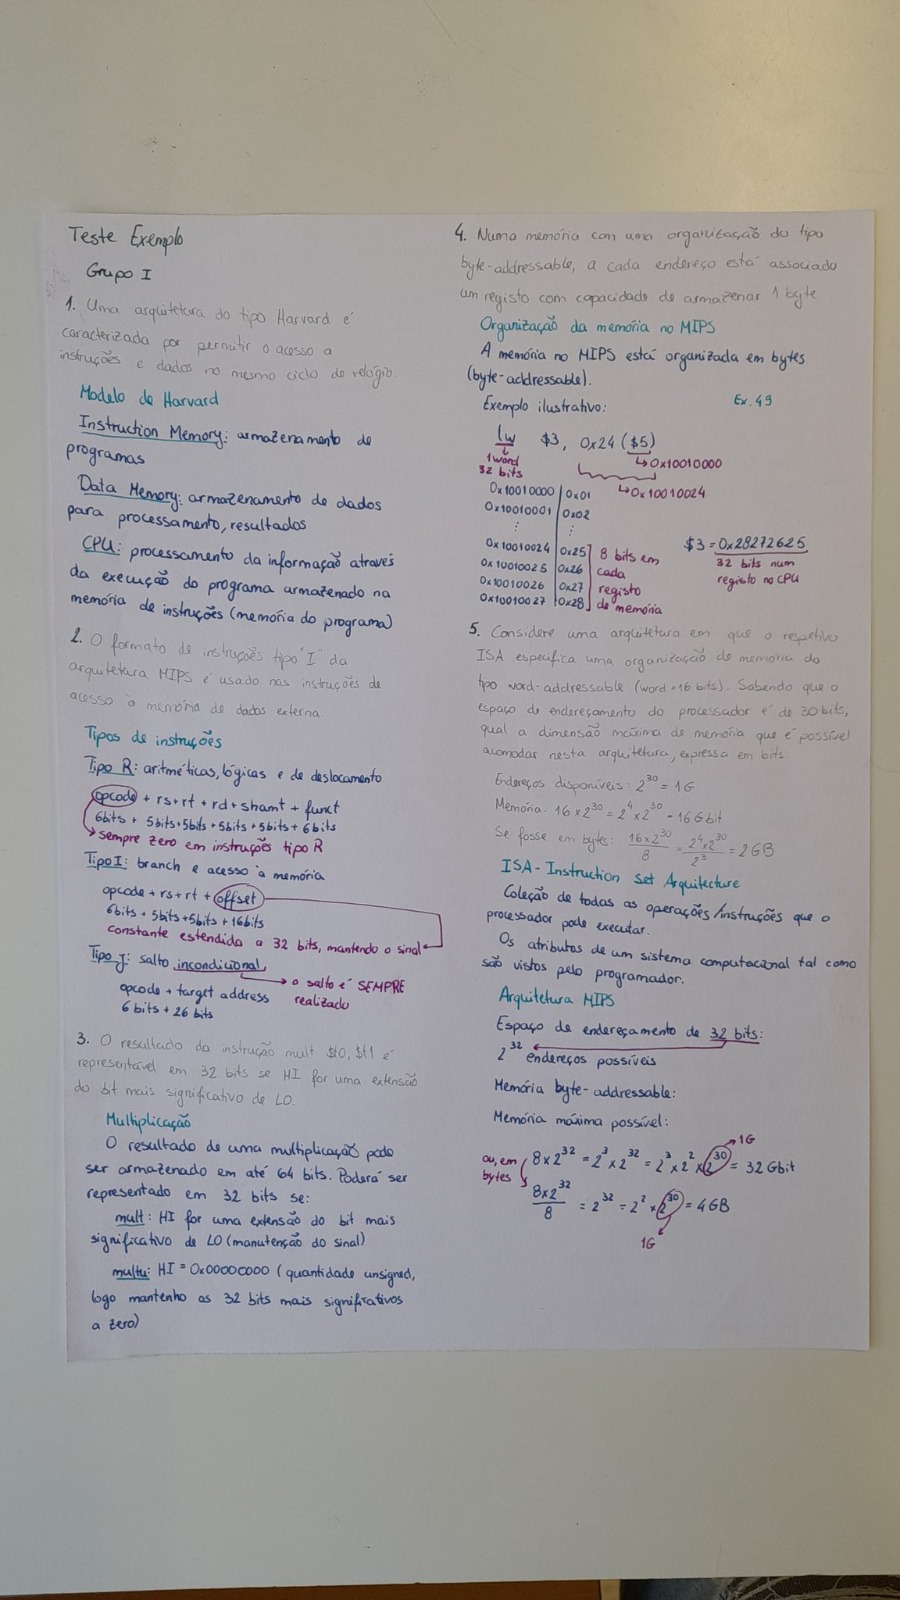 Teste Exemplo
Grupo I
1. Uma arquitetura do tipo Harvard é
caracterizada por permitir o acesso a
instruções e dados no mesmo ciclo de relógio.
Modelo de Harvard
Instruction Memory: armazenamento de
programas
Data Memory: armazenamento de dados
para processamento, resultados
CPU: processamento da informação através
da execução do programa armazenado na
memória de instruções (memória do programa)
2. O formato de instruções tipo "I" da
arquitetura MIPS é usado nas instruções de
acesso à memória de dados externa.
Tipos de instruções
Tipo R: aritméticas, lógicas e de deslocamento
opcode + rs + rt + rd + shamt + funct
6bits + 5bits + 5bits + 5bits + 5bits + 6bits
sempre zero em instruções tipo R
Tipo I: branch e acesso à memória
opcode + rs + rt + offset
6bits + 5bits + 5bits + 16bits
constante estendida a 32 bits, mantendo o sinal
Tipo J: salto incondicional
o salto é SEMPRE
realizado
opcode + target address
6 bits + 26 bits
3. O resultado da instrução mult $t0, $t1 é
representável em 32 bits se HI for uma extensão
do bit mais significativo de LO.
Multiplicação
O resultado de uma multiplicação pode
ser armazenado em até 64 bits. Poderá ser
representado em 32 bits se:
mult: HI for uma extensão do bit mais
significativo de LO (manutenção do sinal)
multu: HI = 0x00000000 (quantidade unsigned,
logo mantenho os 32 bits mais significativos
a zero)
4. Numa memória com uma organização do tipo
byte-addressable, a cada endereço está associado
um registo com capacidade de armazenar 1 byte
Organização da memória no MIPS
A memória no MIPS está organizada em bytes
(byte-addressable).
Exemplo ilustrativo: Ex. 49
lw $3, 0x24 ($5)
1 word
32 bits
0x10010000
0x10010024
0x10010000 0x01
0x10010001 0x02
⋮ ⋮
0x10010024 0x25
0x10010025 0x26
0x10010026 0x27
0x10010027 0x28
8 bits em
cada
registo
de memória
$3 = 0x28272625
32 bits num
registo no CPU
5. Considere uma arquitetura em que o respetivo
ISA especifica uma organização de memória do
tipo word-addressable (word=16 bits). Sabendo que o
espaço de endereçamento do processador é de 30 bits,
qual a dimensão máxima de memória que é possível
acomodar nesta arquitetura, expressa em bits:
Endereços disponíveis: 2^30 = 1G
Memória: 16 x 2^30 = 2^4 x 2^30 = 16 Gbit
Se fosse em bytes: 16 x 2^30 / 8 = 2^4 x 2^30 / 2^3 = 2 GB
ISA - Instruction Set Arquitecture
Coleção de todas as operações/instruções que o
processador pode executar.
Os atributos de um sistema computacional tal como
são vistos pelo programador.
Arquitetura MIPS
Espaço de endereçamento de 32 bits:
2^32 endereços possíveis
Memória byte-addressable:
Memória máxima possível:
8 x 2^32 = 2^3 x 2^32 = 2^3 x 2^2 x 2^30 = 32 Gbit
1G
ou, em
bytes
8 x 2^32 / 8 = 2^32 = 2^2 x 2^30 = 4 GB
1G